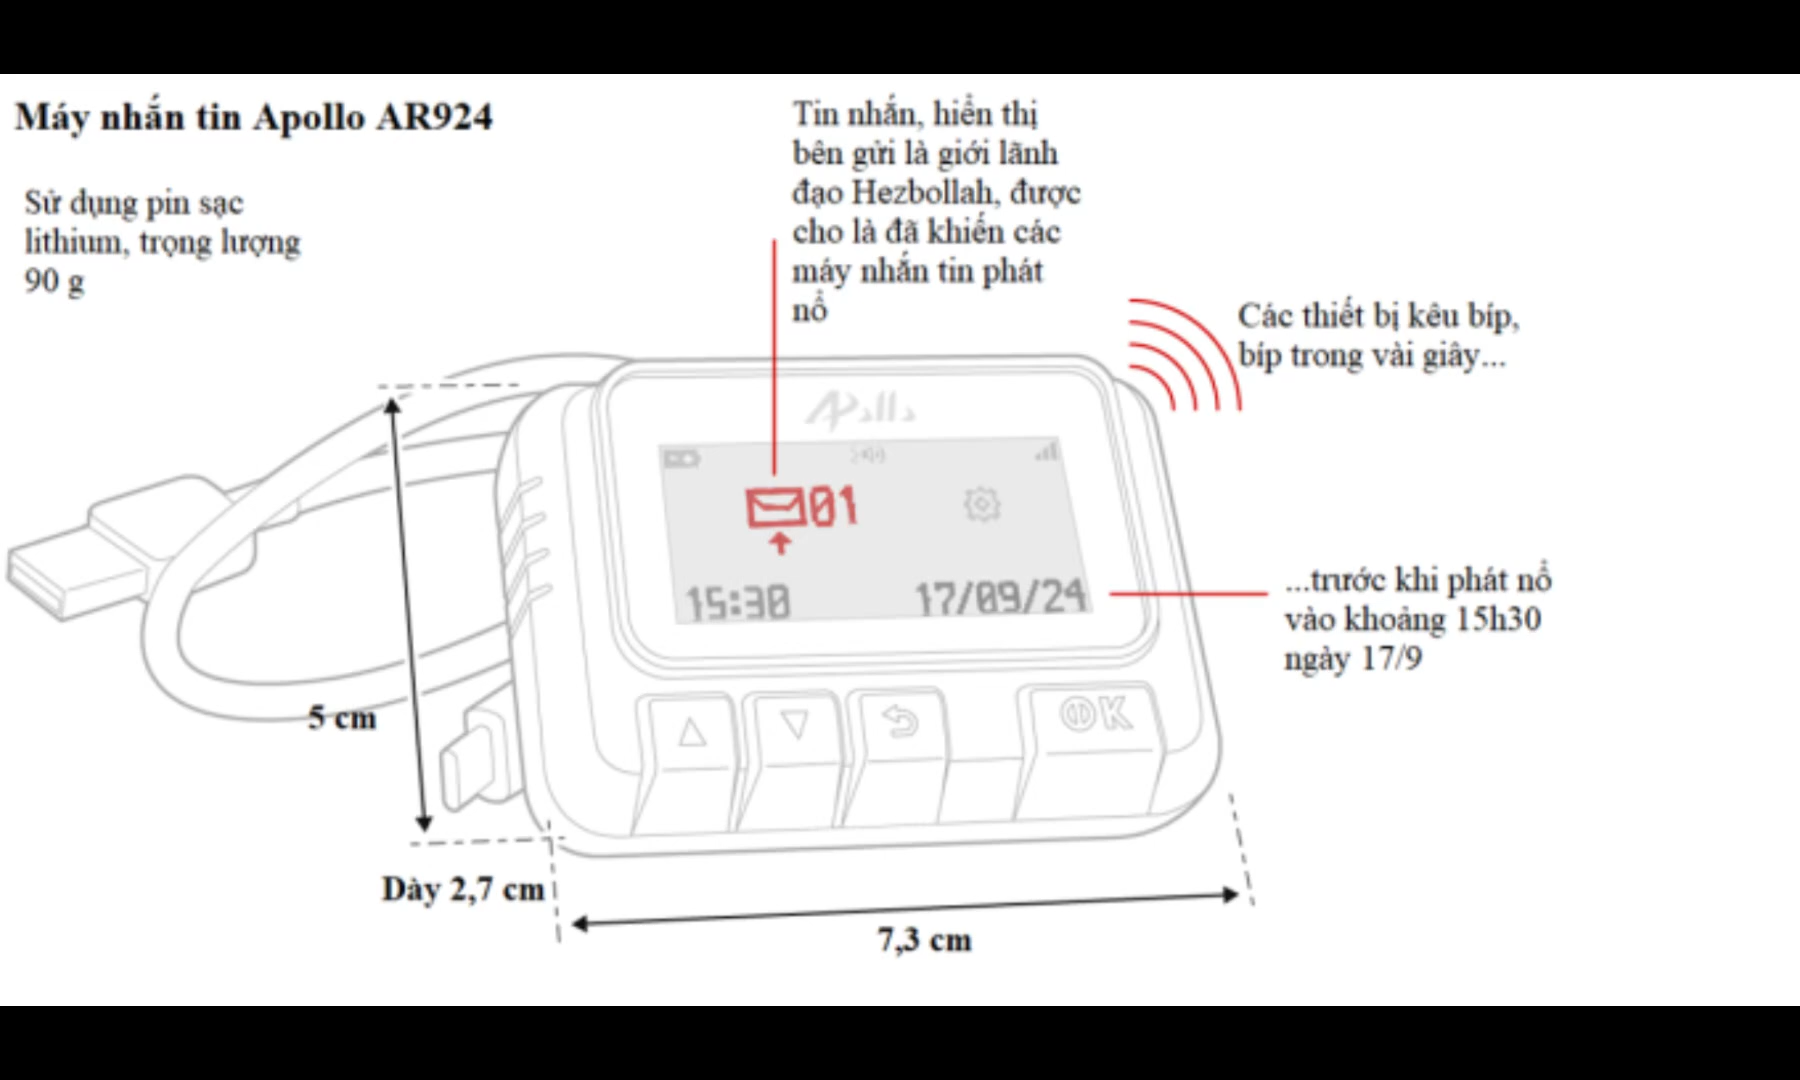 Máy nhắn tin Apollo AR924
Sử dụng pin sạc
lithium, trọng lượng
90 g
Tin nhắn, hiển thị
bên gửi là giới lãnh
đạo Hezbollah, được
cho là đã khiến các
máy nhắn tin phát
nổ
Các thiết bị kêu bíp,
bíp trong vài giây...
Apollo
01
15:30
17/09/24
...trước khi phát nổ
vào khoảng 15h30
ngày 17/9
OK
5 cm
Dày 2,7 cm
7,3 cm